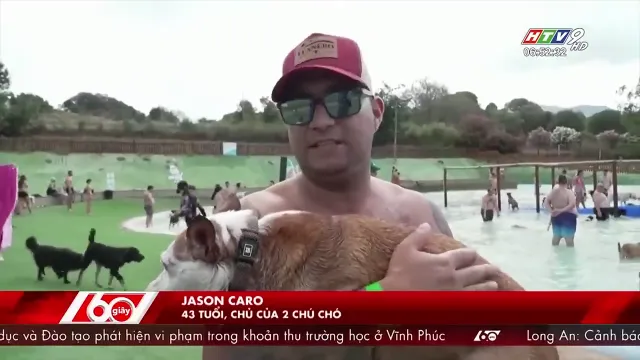 HTV9 HD
06:52:32
60 giây
JASON CARO
43 TUỔI, CHỦ CỦA 2 CHÚ CHÓ
dục và Đào tạo phát hiện vi phạm trong khoản thu trường học ở Vĩnh Phúc 60 Long An: Cảnh báo